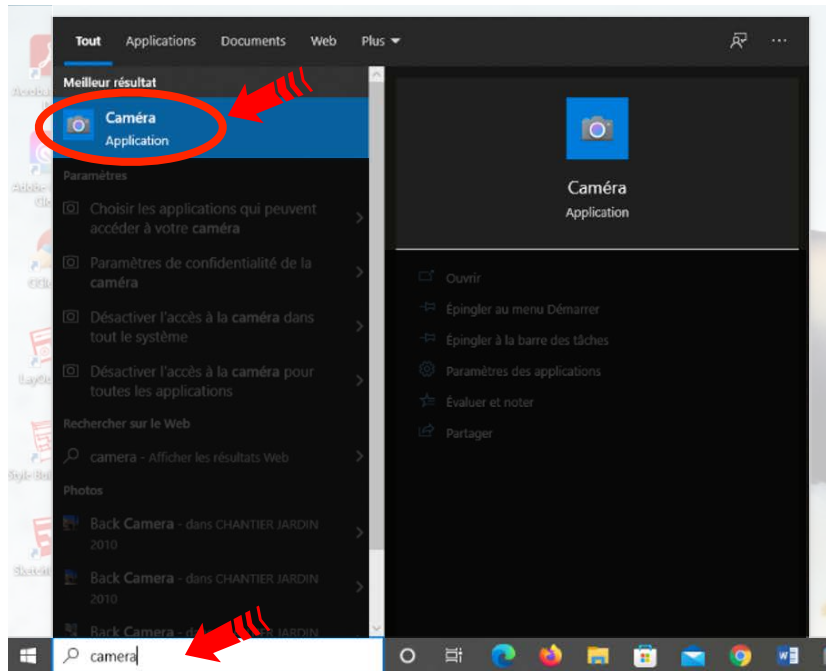 Tout Applications Documents Web Plus
Meilleur résultat
Caméra
Application
Paramètres
Choisir les applications qui peuvent
accéder à votre caméra
Paramètres de confidentialité de la
caméra
Désactiver l'accès à la caméra dans
tout le système
Désactiver l'accès à la caméra pour
toutes les applications
Rechercher sur le Web
camera - Afficher les résultats Web
Photos
Back Camera - dans CHANTIER JARDIN
2010
Back Camera - dans CHANTIER JARDIN
2010
Back Camera - JARDIN
camera
Caméra
Application
Ouvrir
Épingler au menu Démarrer
Épingler à la barre des tâches
Paramètres des applications
Évaluer et noter
Partager